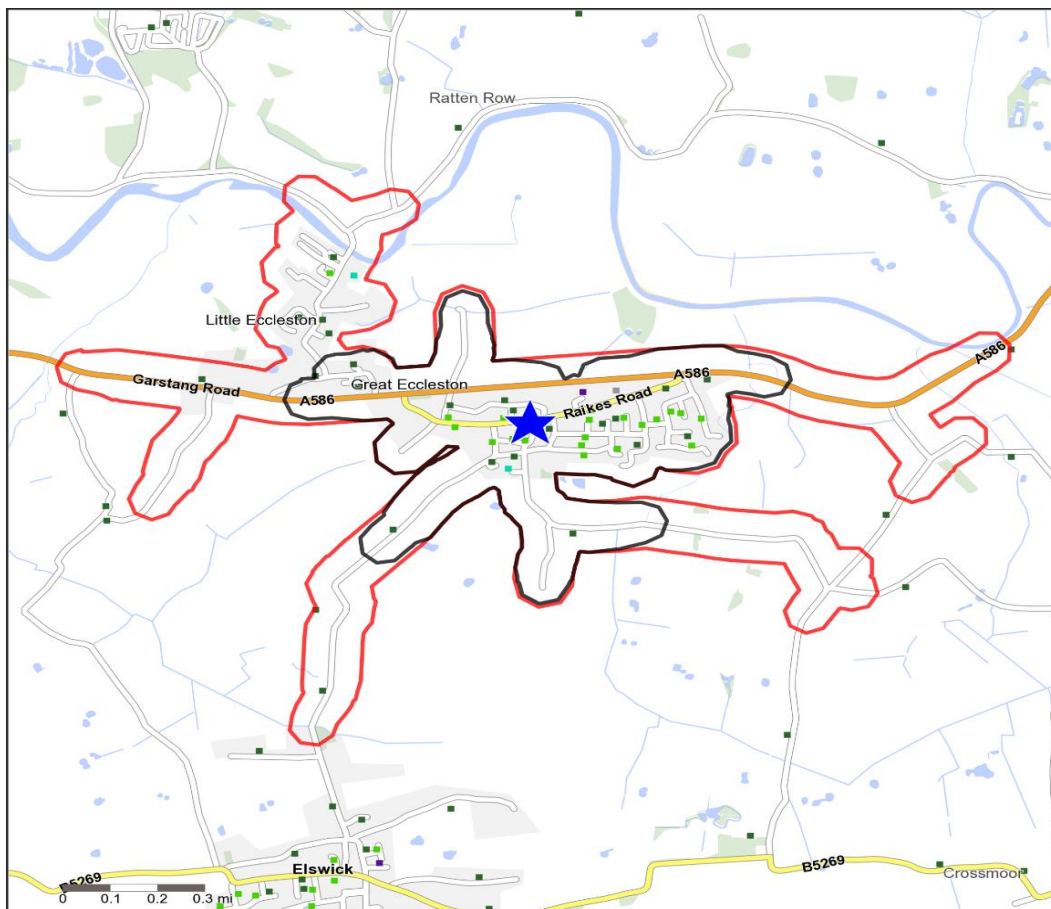 Ratten Row
Little Eccleston
Garstang Road
Great Eccleston
A586
A586
A586
Raikes Road
Elswick
B5269
B5269
Crossmoor
0 0.1 0.2 0.3 mi